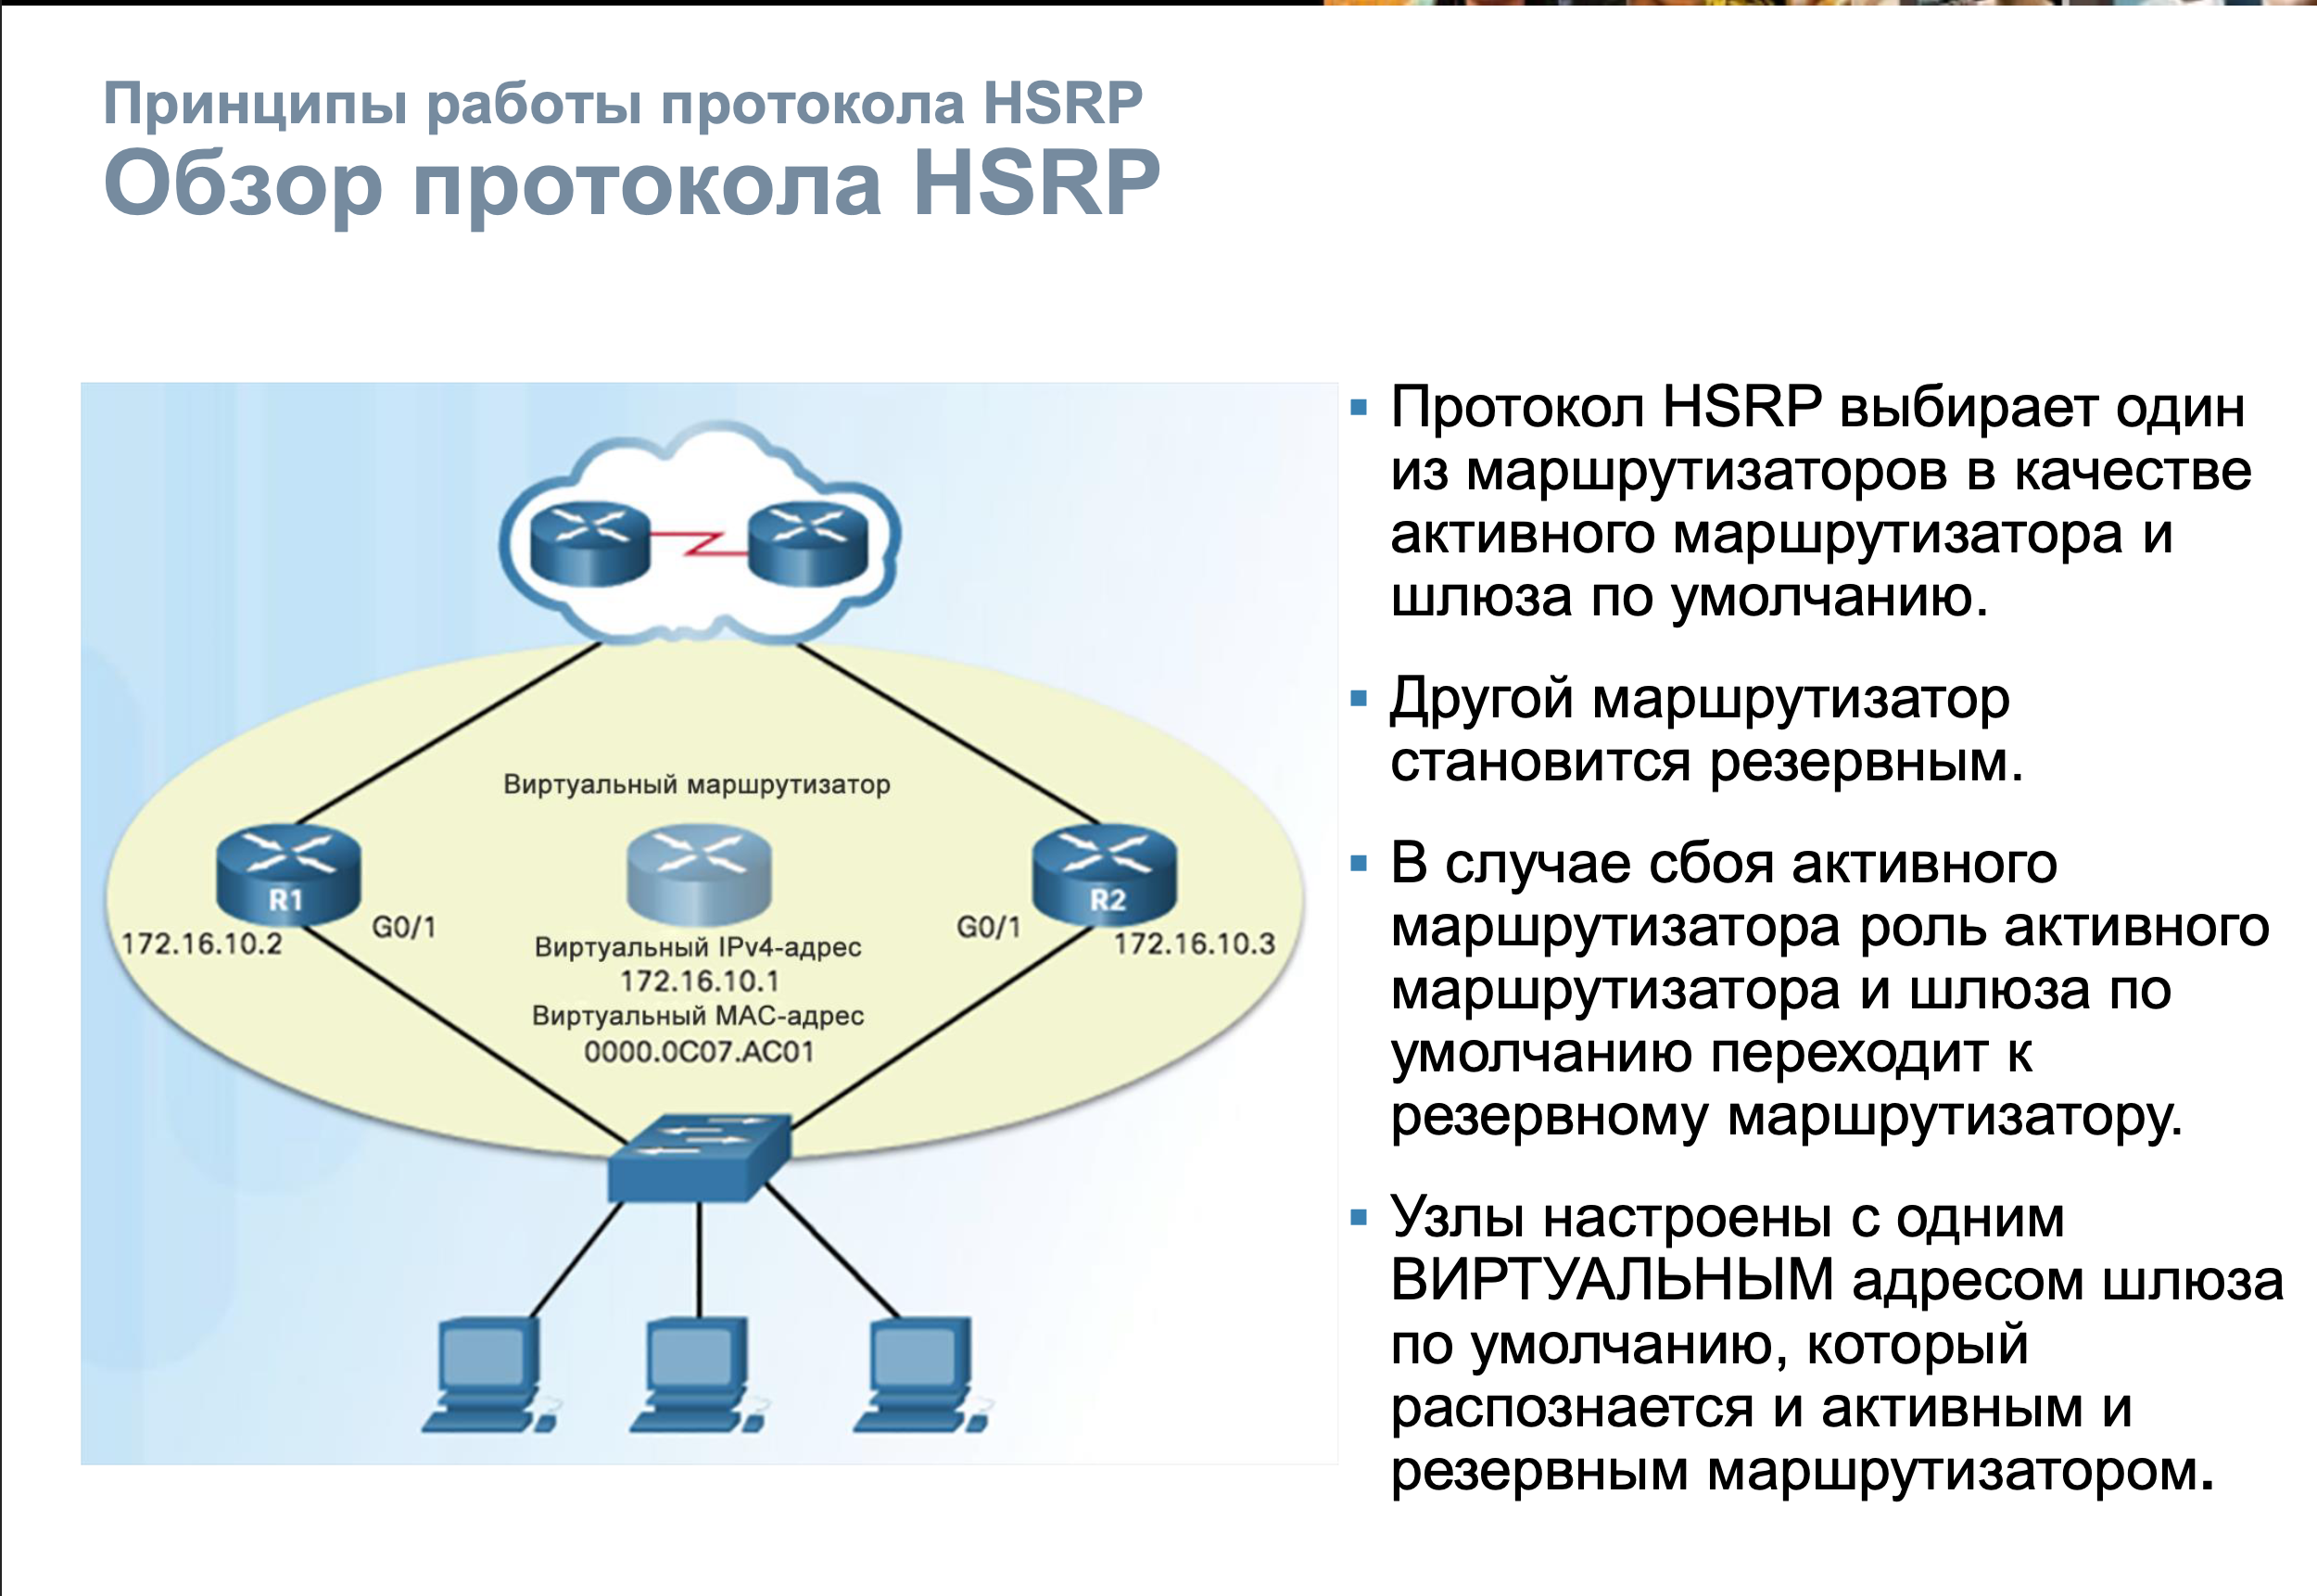 Принципы работы протокола HSRP
Обзор протокола HSRP
Виртуальный маршрутизатор
R1
R2
G0/1
G0/1
172.16.10.2
172.16.10.3
Виртуальный IPv4-адрес
172.16.10.1
Виртуальный MAC-адрес
0000.0C07.AC01
Протокол HSRP выбирает один
из маршрутизаторов в качестве
активного маршрутизатора и
шлюза по умолчанию.
Другой маршрутизатор
становится резервным.
В случае сбоя активного
маршрутизатора роль активного
маршрутизатора и шлюза по
умолчанию переходит к
резервному маршрутизатору.
Узлы настроены с одним
ВИРТУАЛЬНЫМ адресом шлюза
по умолчанию, который
распознается и активным и
резервным маршрутизатором.